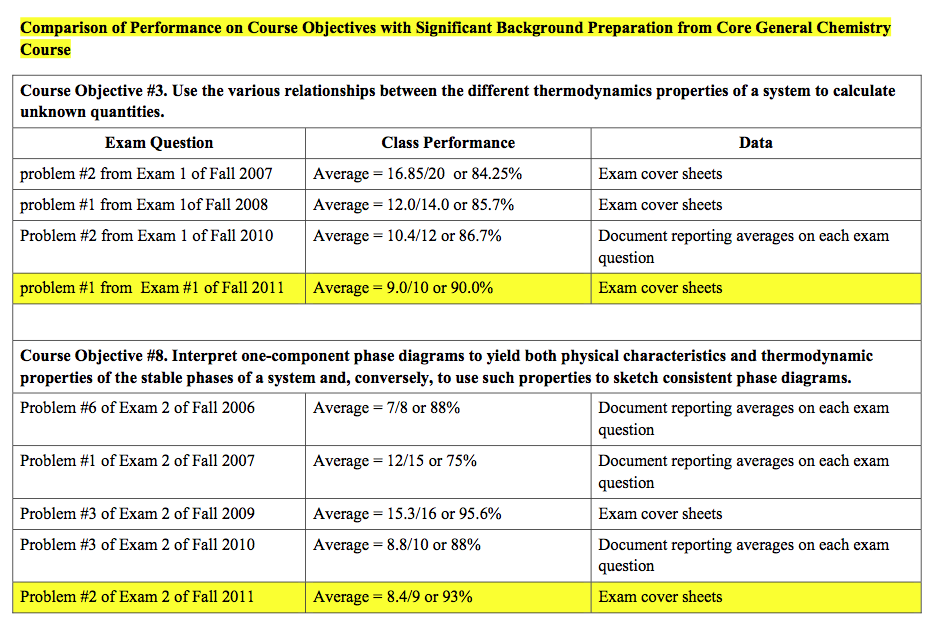 Comparison of Performance on Course Objectives with Significant Background Preparation from Core General Chemistry
Course
Course Objective #3. Use the various relationships between the different thermodynamics properties of a system to calculate
unknown quantities.
Exam Question Class Performance Data
problem #2 from Exam 1 of Fall 2007 Average = 16.85/20 or 84.25% Exam cover sheets
problem #1 from Exam 1of Fall 2008 Average = 12.0/14.0 or 85.7% Exam cover sheets
Problem #2 from Exam 1 of Fall 2010 Average = 10.4/12 or 86.7% Document reporting averages on each exam
question
problem #1 from Exam #1 of Fall 2011 Average = 9.0/10 or 90.0% Exam cover sheets
Course Objective #8. Interpret one-component phase diagrams to yield both physical characteristics and thermodynamic
properties of the stable phases of a system and, conversely, to use such properties to sketch consistent phase diagrams.
Problem #6 of Exam 2 of Fall 2006 Average = 7/8 or 88% Document reporting averages on each exam
question
Problem #1 of Exam 2 of Fall 2007 Average = 12/15 or 75% Document reporting averages on each exam
question
Problem #3 of Exam 2 of Fall 2009 Average = 15.3/16 or 95.6% Exam cover sheets
Problem #3 of Exam 2 of Fall 2010 Average = 8.8/10 or 88% Document reporting averages on each exam
question
Problem #2 of Exam 2 of Fall 2011 Average = 8.4/9 or 93% Exam cover sheets